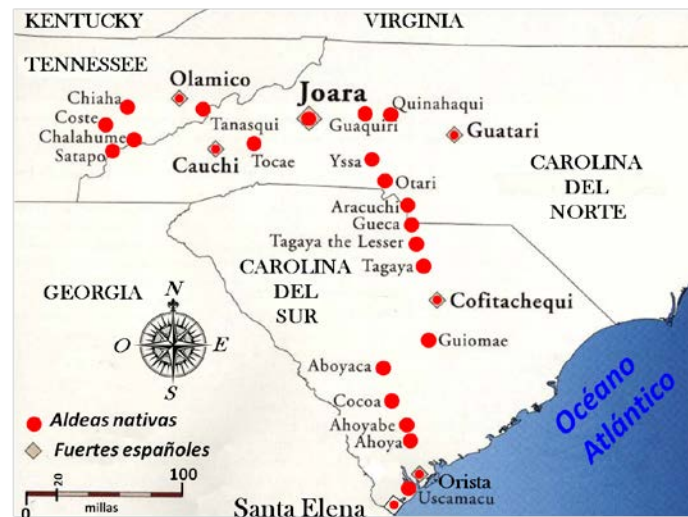 KENTUCKY
VIRGINIA
TENNESSEE
Olamico
Joara
Chiaha
Quinahaqui
Coste
Tanasqui
Guaquiri
Guatari
Chalahume
Satapo
Cauchi
Tocae
Yssa
CAROLINA
DEL
NORTE
Otari
Aracuchi
Gueca
Tagaya the Lesser
CAROLINA
DEL
SUR
Tagaya
GEORGIA
N
O
E
S
Cofitachequi
Guiomae
Aboyaca
Océano
Atlántico
Cocoa
Aldeas nativas
Ahoyabe
Fuertes españoles
Ahoya
0
20
100
millas
Orista
Uscamacu
Santa Elena